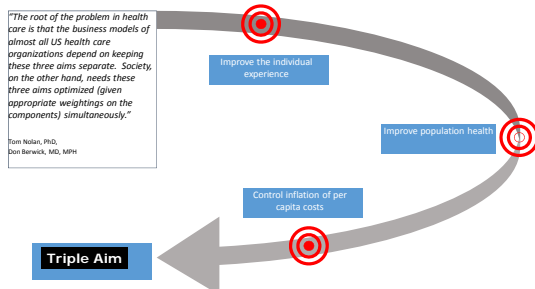 "The root of the problem in health
care is that the business models of
almost all US health care
organizations depend on keeping
these three aims separate.  Society,
on the other hand, needs these
three aims optimized (given
appropriate weightings on the
components) simultaneously."
Tom Nolan, PhD,
Don Berwick, MD, MPH
Improve the individual
experience
Improve population health
Control inflation of per
capita costs
Triple Aim